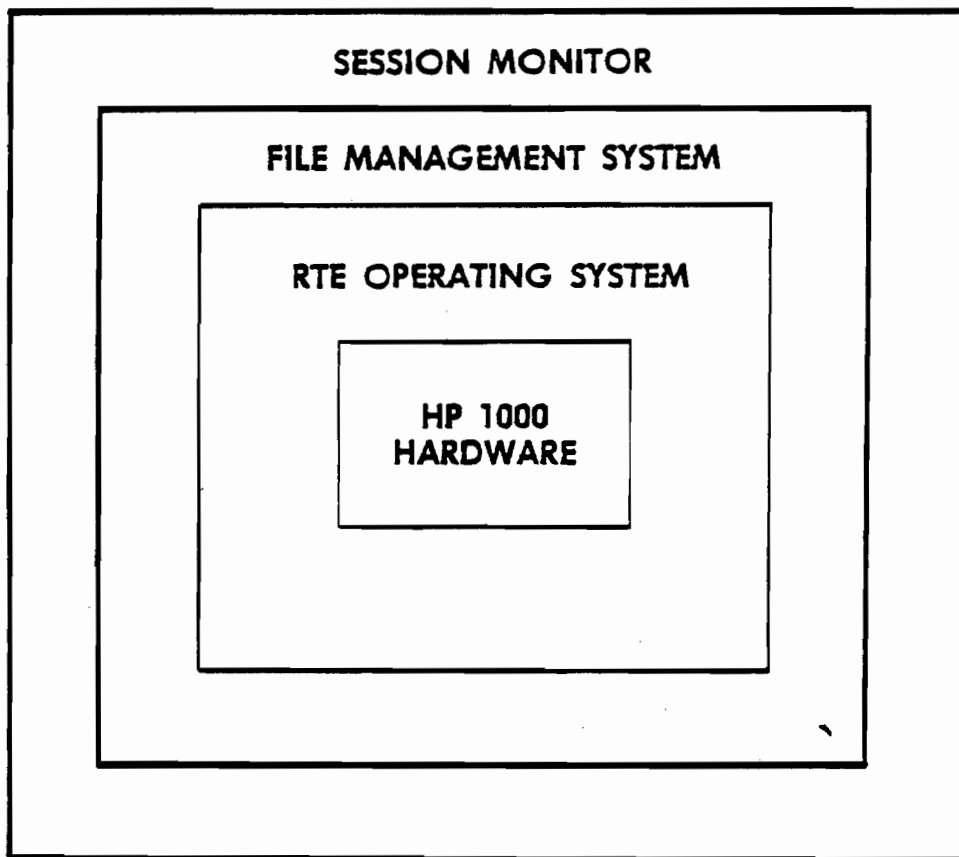 SESSION MONITOR
FILE MANAGEMENT SYSTEM
RTE OPERATING SYSTEM
HP 1000
HARDWARE